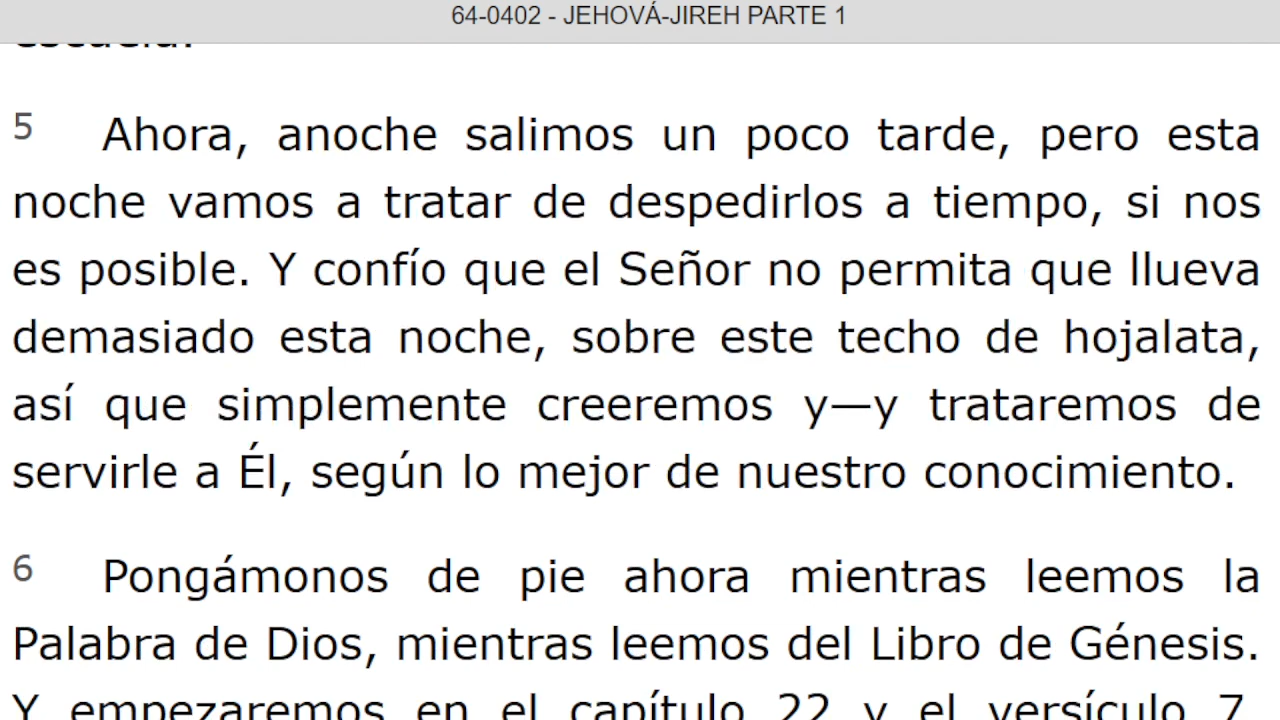 64-0402 - JEHOVÁ-JIREH PARTE 1
escuela.
5 Ahora, anoche salimos un poco tarde, pero esta
noche vamos a tratar de despedirlos a tiempo, si nos
es posible. Y confío que el Señor no permita que llueva
demasiado esta noche, sobre este techo de hojalata,
así que simplemente creeremos y—y trataremos de
servirle a Él, según lo mejor de nuestro conocimiento.
6 Pongámonos de pie ahora mientras leemos la
Palabra de Dios, mientras leemos del Libro de Génesis.
Y empezaremos en el capítulo 22 y el versículo 7,